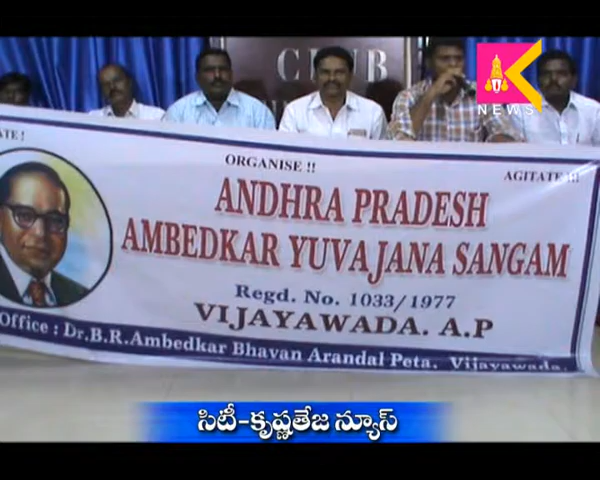 CLUB
K
NEWS
ORGANISE !!
AGITATE !!!
ANDHRA PRADESH
AMBEDKAR YUVAJANA SANGAM
Regd. No. 1033/1977
VIJAYAWADA. A.P
Office : Dr.B.R.Ambedkar Bhavan Arandal Peta, Vijayawada.
సిటీ-కృష్ణతేజ న్యూస్